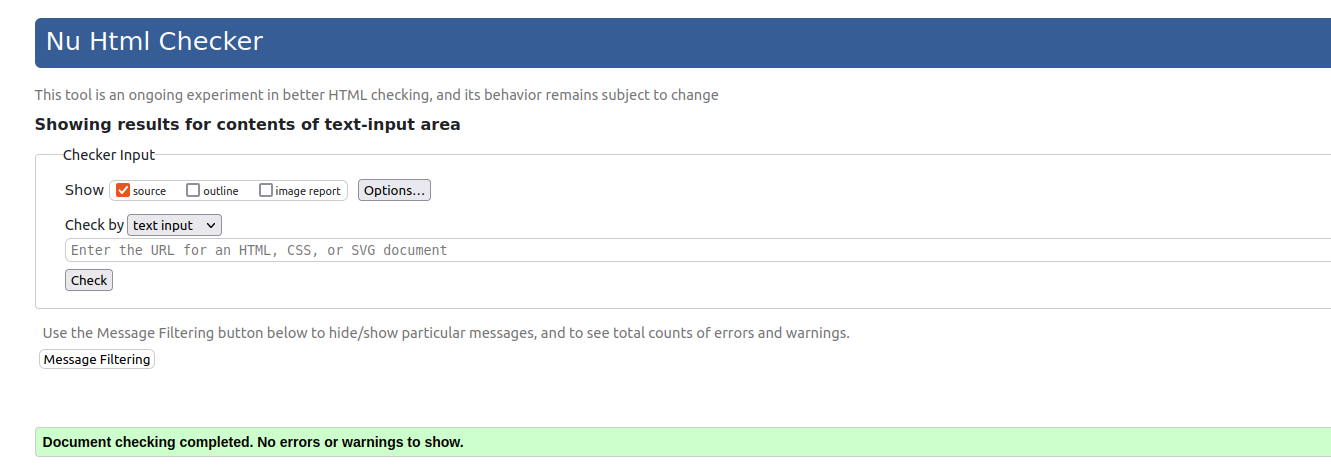 Nu Html Checker
This tool is an ongoing experiment in better HTML checking, and its behavior remains subject to change
Showing results for contents of text-input area
Checker Input
Show source outline image report Options...
Check by text input
Enter the URL for an HTML, CSS, or SVG document
Check
Use the Message Filtering button below to hide/show particular messages, and to see total counts of errors and warnings.
Message Filtering
Document checking completed. No errors or warnings to show.